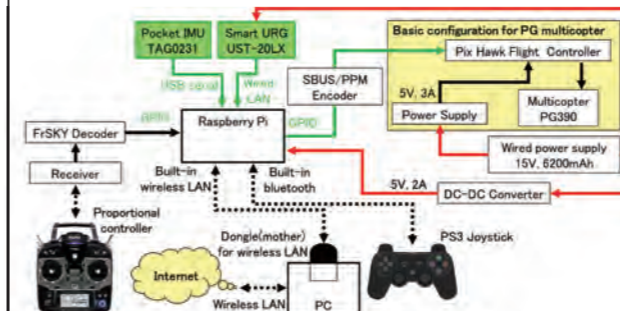 Pocket IMU
TAG0231
Smart URG
UST-20LX
Basic configuration for PG multicopter
Pix Hawk Flight Controller
USB serial
Wired
LAN
SBUS/PPM
Encoder
5V, 3A
Multicopter
PG390
Power Supply
GPIO
Raspberry Pi
GPIO
FrSKY Decoder
Wired power supply
15V, 6200mAh
Receiver
Built-in
wireless LAN
Built-in
bluetooth
5V, 2A
DC-DC Converter
Proportional
controller
Dongle(mother)
for wireless LAN
PS3 Joystick
Internet
Wireless LAN
PC